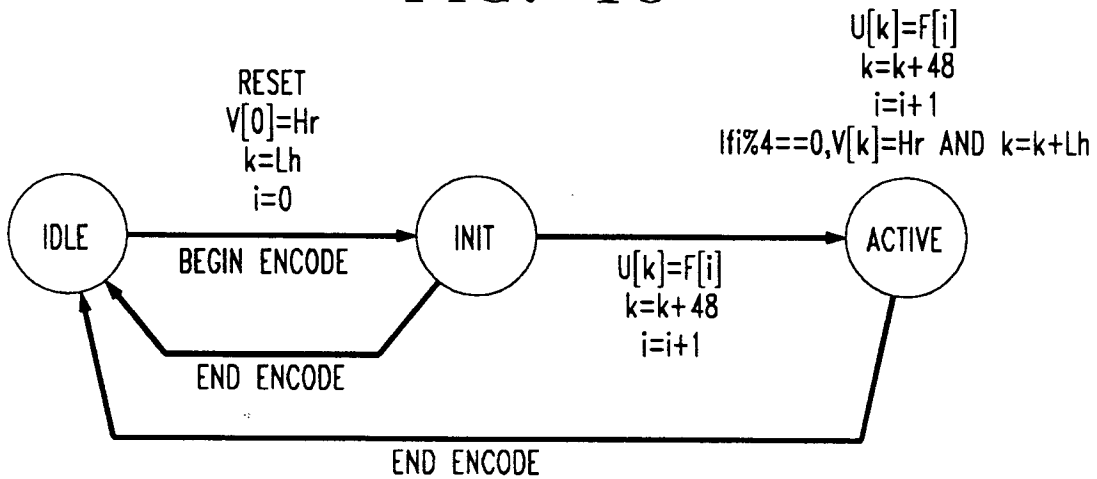 RESET
V[0]=Hr
k=Lh
i=0
U[k]=F[i]
k=k+48
i=i+1
Ifi%4==0,V[k]=Hr AND k=k+Lh
IDLE
BEGIN ENCODE
INIT
U[k]=F[i]
k=k+48
i=i+1
ACTIVE
END ENCODE
END ENCODE